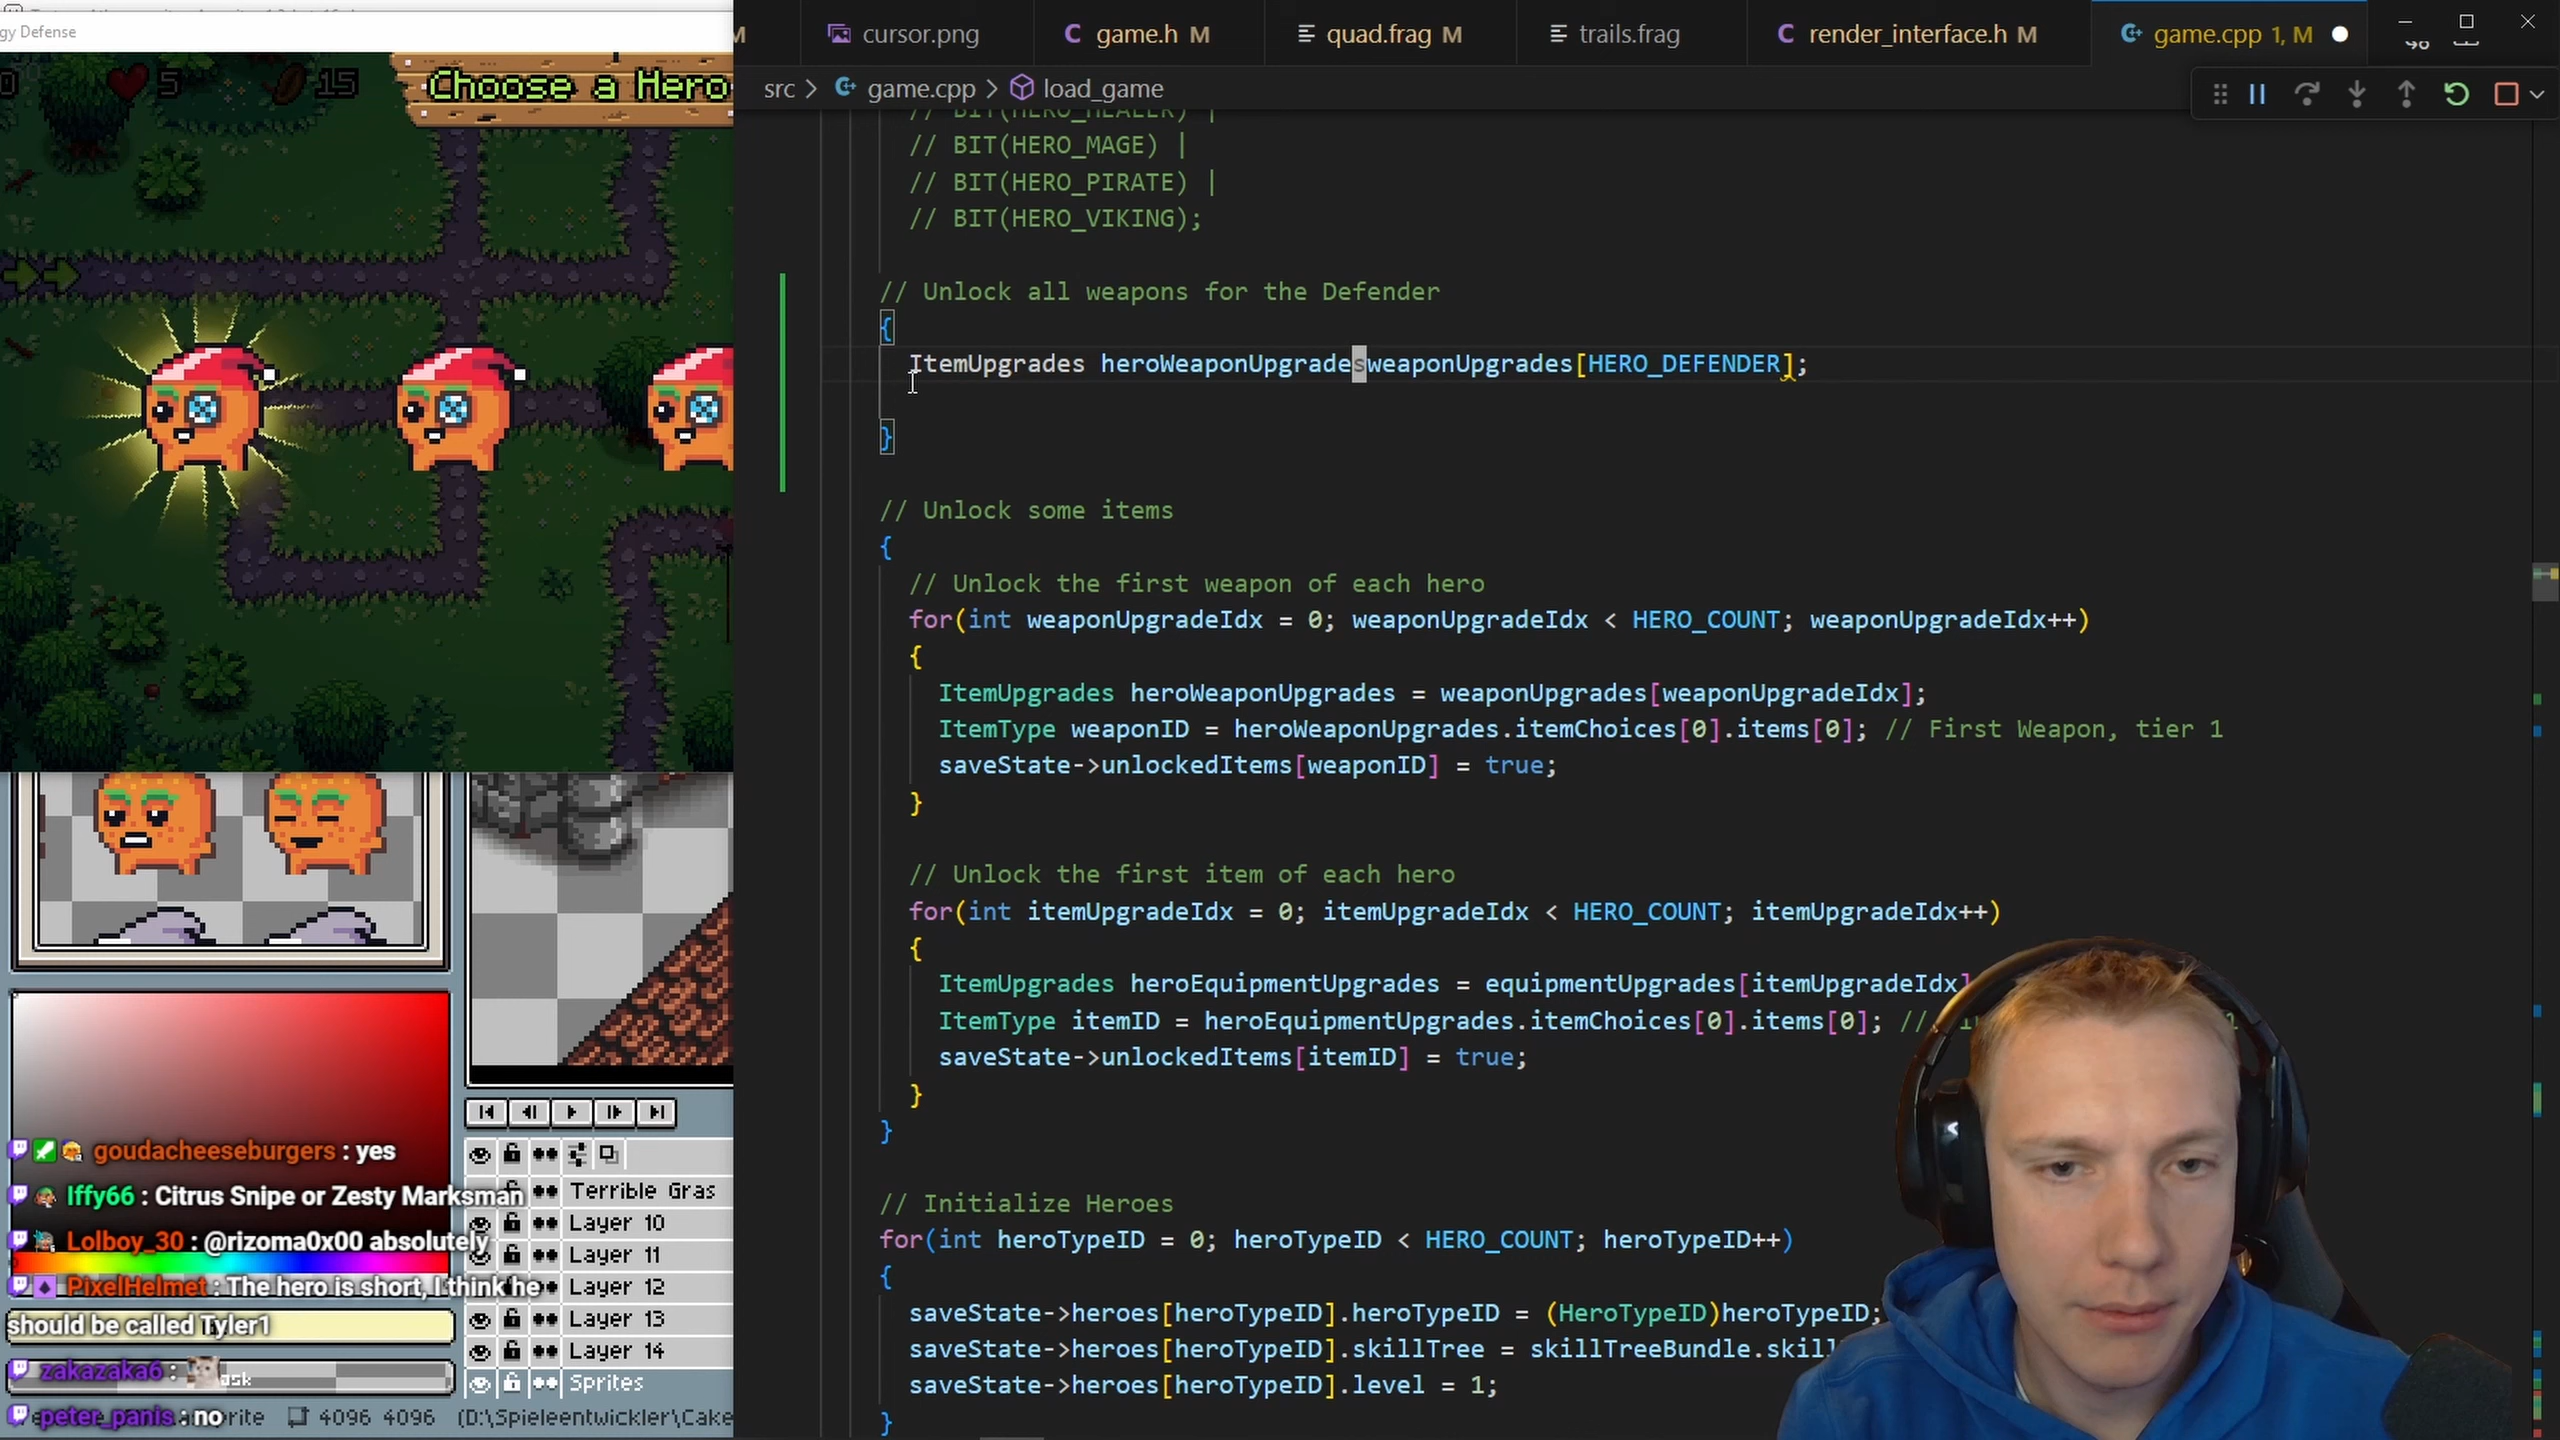 gy Defense
0 5 15 Choose a Hero
M cursor.png C game.h M quad.frag M trails.frag C render_interface.h M game.cpp 1, M
src > game.cpp > load_game
// BIT(HERO_HEALER) |
// BIT(HERO_MAGE) |
// BIT(HERO_PIRATE) |
// BIT(HERO_VIKING);
// Unlock all weapons for the Defender
{
ItemUpgrades heroWeaponUpgradesweaponUpgrades[HERO_DEFENDER];
}
// Unlock some items
{
// Unlock the first weapon of each hero
for(int weaponUpgradeIdx = 0; weaponUpgradeIdx < HERO_COUNT; weaponUpgradeIdx++)
{
ItemUpgrades heroWeaponUpgrades = weaponUpgrades[weaponUpgradeIdx];
ItemType weaponID = heroWeaponUpgrades.itemChoices[0].items[0]; // First Weapon, tier 1
saveState->unlockedItems[weaponID] = true;
}
// Unlock the first item of each hero
for(int itemUpgradeIdx = 0; itemUpgradeIdx < HERO_COUNT; itemUpgradeIdx++)
{
ItemUpgrades heroEquipmentUpgrades = equipmentUpgrades[itemUpgradeIdx]
ItemType itemID = heroEquipmentUpgrades.itemChoices[0].items[0]; //
saveState->unlockedItems[itemID] = true;
}
}
// Initialize Heroes
for(int heroTypeID = 0; heroTypeID < HERO_COUNT; heroTypeID++)
{
saveState->heroes[heroTypeID].heroTypeID = (HeroTypeID)heroTypeID;
saveState->heroes[heroTypeID].skillTree = skillTreeBundle.skill
saveState->heroes[heroTypeID].level = 1;
}
goudacheeseburgers : yes
Iffy66 : Citrus Snipe or Zesty Marksman
Lolboy_30 : @rizoma0x00 absolutely
PixelHelmet : The hero is short, I think he
should be called Tyler1
zakazaka6 :
peter_panis : no
Terrible Gras
Layer 10
Layer 11
Layer 12
Layer 13
Layer 14
Sprites
4096 4096 (D:\Spieleentwickler\Cake